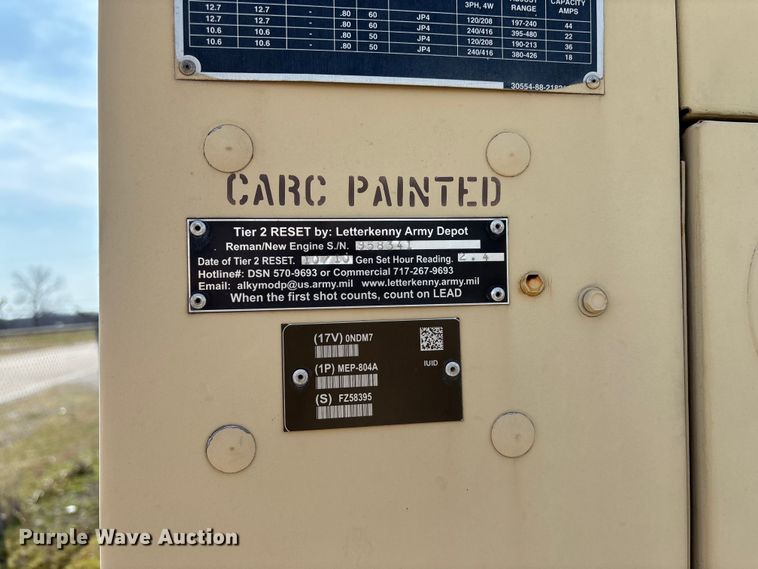 3PH, 4W RANGE CAPACITY AMPS
12.7 12.7 - .80 60 JP4 120/208 197-240 44
12.7 12.7 - .80 60 JP4 240/416 395-480 22
10.6 10.6 - .80 50 JP4 120/208 190-213 36
10.6 10.6 - .80 50 JP4 240/416 380-426 18
CARC PAINTED
Tier 2 RESET by: Letterkenny Army Depot
Reman/New Engine S./N. 958341
Date of Tier 2 RESET. 10/10 Gen Set Hour Reading. 2.4
Hotline#: DSN 570-9693 or Commercial 717-267-9693
Email: alkymodp@us.army.mil www.letterkenny.army.mil
When the first shot counts, count on LEAD
(17V) 0NDM7
IUID
(1P) MEP-804A
(S) FZ58395
Purple Wave Auction